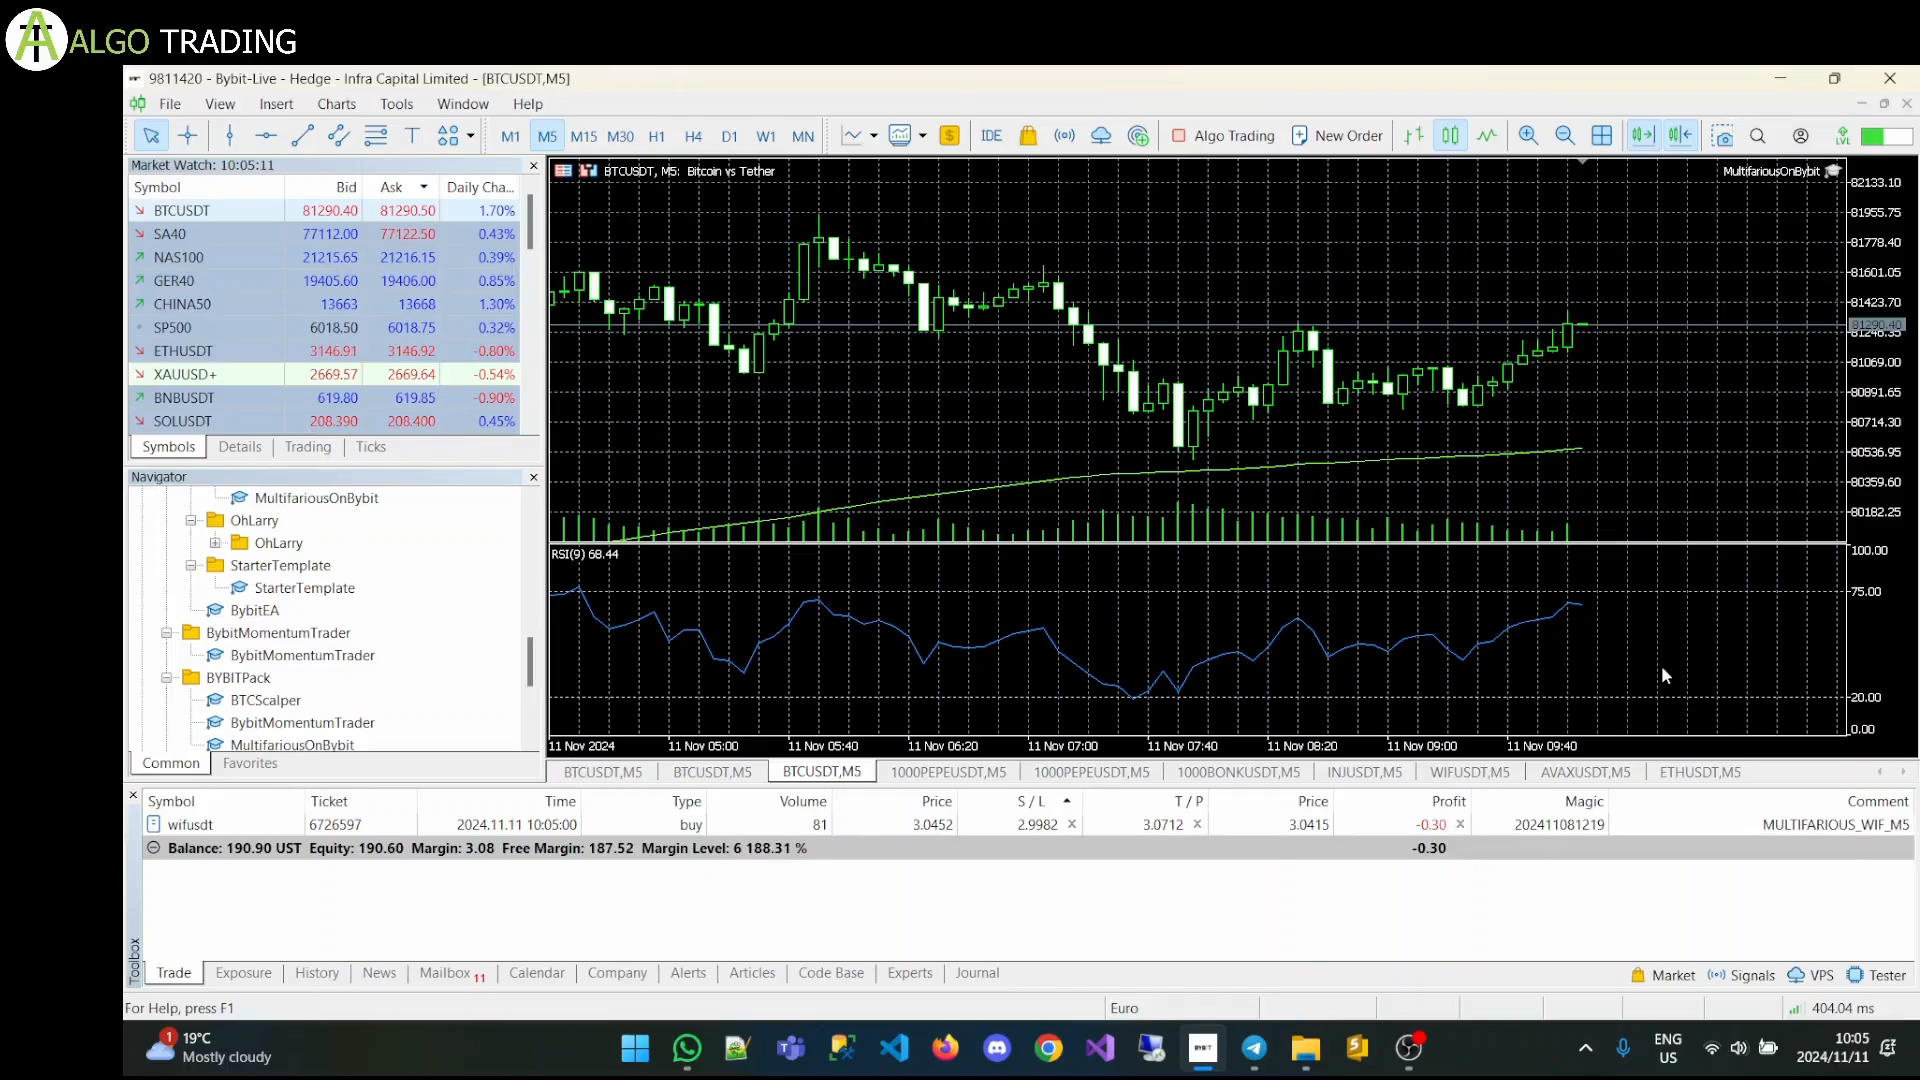 ALGO TRADING
9811420 - Bybit-Live - Hedge - Infra Capital Limited - [BTCUSDT,M5]
File View Insert Charts Tools Window Help
M1 M5 M15 M30 H1 H4 D1 W1 MN IDE Algo Trading New Order LVL
Market Watch: 10:05:11
Symbol Bid Ask Daily Cha...
BTCUSDT 81290.40 81290.50 1.70%
SA40 77112.00 77122.50 0.43%
NAS100 21215.65 21216.15 0.39%
GER40 19405.60 19406.00 0.85%
CHINA50 13663 13668 1.30%
SP500 6018.50 6018.75 0.32%
ETHUSDT 3146.91 3146.92 -0.80%
XAUUSD+ 2669.57 2669.64 -0.54%
BNBUSDT 619.80 619.85 -0.90%
SOLUSDT 208.390 208.400 0.45%
Symbols Details Trading Ticks
Navigator
MultifariousOnBybit
OhLarry
OhLarry
StarterTemplate
StarterTemplate
BybitEA
BybitMomentumTrader
BybitMomentumTrader
BYBITPack
BTCScalper
BybitMomentumTrader
MultifariousOnBybit
Common Favorites
BTCUSDT, M5: Bitcoin vs Tether
MultifariousOnBybit
82133.10
81955.75
81778.40
81601.05
81423.70
81290.40
81246.35
81069.00
80891.65
80714.30
80536.95
80359.60
80182.25
RSI(9) 68.44
100.00
75.00
20.00
0.00
11 Nov 2024 11 Nov 05:00 11 Nov 05:40 11 Nov 06:20 11 Nov 07:00 11 Nov 07:40 11 Nov 08:20 11 Nov 09:00 11 Nov 09:40
BTCUSDT,M5 BTCUSDT,M5 BTCUSDT,M5 1000PEPEUSDT,M5 1000PEPEUSDT,M5 1000BONKUSDT,M5 INJUSDT,M5 WIFUSDT,M5 AVAXUSDT,M5 ETHUSDT,M5
Symbol Ticket Time Type Volume Price S / L T / P Price Profit Magic Comment
wifusdt 6726597 2024.11.11 10:05:00 buy 81 3.0452 2.9982 3.0712 3.0415 -0.30 202411081219 MULTIFARIOUS_WIF_M5
Balance: 190.90 UST Equity: 190.60 Margin: 3.08 Free Margin: 187.52 Margin Level: 6 188.31 % -0.30
Toolbox
Trade Exposure History News Mailbox 11 Calendar Company Alerts Articles Code Base Experts Journal
Market Signals VPS Tester
For Help, press F1 Euro 404.04 ms
1 19°C
Mostly cloudy
BYBIT
ENG
US
10:05
2024/11/11